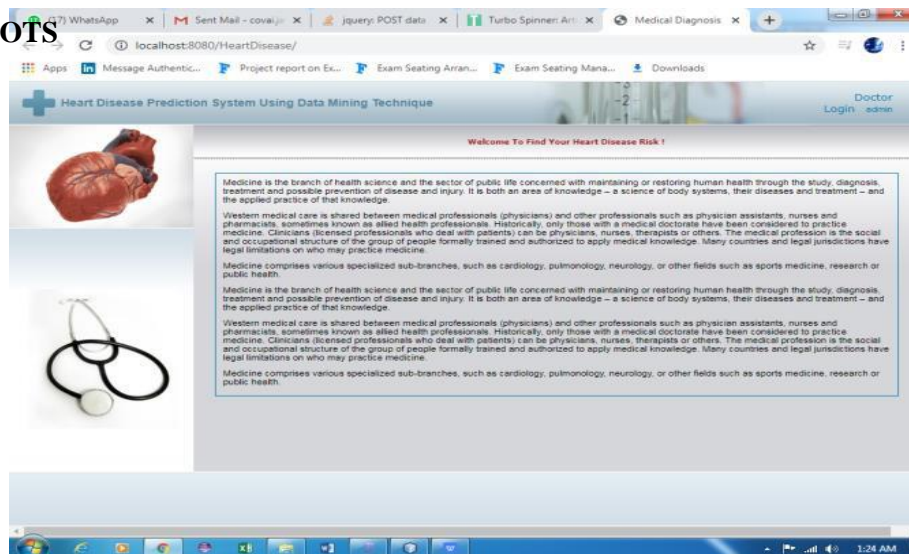 OTS
(17) WhatsApp
Sent Mail - covai.j
jquery: POST data
Turbo Spinner: Art
Medical Diagnosis
localhost:8080/HeartDisease/
Apps
Message Authentic...
Project report on Ex...
Exam Seating Arran...
Exam Seating Mana...
Downloads
Heart Disease Prediction System Using Data Mining Technique
-2-
-1-
Doctor
Login admin
Welcome To Find Your Heart Disease Risk !
Medicine is the branch of health science and the sector of public life concerned with maintaining or restoring human health through the study, diagnosis,
treatment and possible prevention of disease and injury. It is both an area of knowledge – a science of body systems, their diseases and treatment – and
the applied practice of that knowledge.
Western medical care is shared between medical professionals (physicians) and other professionals such as physician assistants, nurses and
pharmacists, sometimes known as allied health professionals. Historically, only those with a medical doctorate have been considered to practice
medicine. Clinicians (licensed professionals who deal with patients) can be physicians, nurses, therapists or others. The medical profession is the social
and occupational structure of the group of people formally trained and authorized to apply medical knowledge. Many countries and legal jurisdictions have
legal limitations on who may practice medicine.
Medicine comprises various specialized sub-branches, such as cardiology, pulmonology, neurology, or other fields such as sports medicine, research or
public health.
Medicine is the branch of health science and the sector of public life concerned with maintaining or restoring human health through the study, diagnosis,
treatment and possible prevention of disease and injury. It is both an area of knowledge – a science of body systems, their diseases and treatment – and
the applied practice of that knowledge.
Western medical care is shared between medical professionals (physicians) and other professionals such as physician assistants, nurses and
pharmacists, sometimes known as allied health professionals. Historically, only those with a medical doctorate have been considered to practice
medicine. Clinicians (licensed professionals who deal with patients) can be physicians, nurses, therapists or others. The medical profession is the social
and occupational structure of the group of people formally trained and authorized to apply medical knowledge. Many countries and legal jurisdictions have
legal limitations on who may practice medicine.
Medicine comprises various specialized sub-branches, such as cardiology, pulmonology, neurology, or other fields such as sports medicine, research or
public health.
1:24 AM